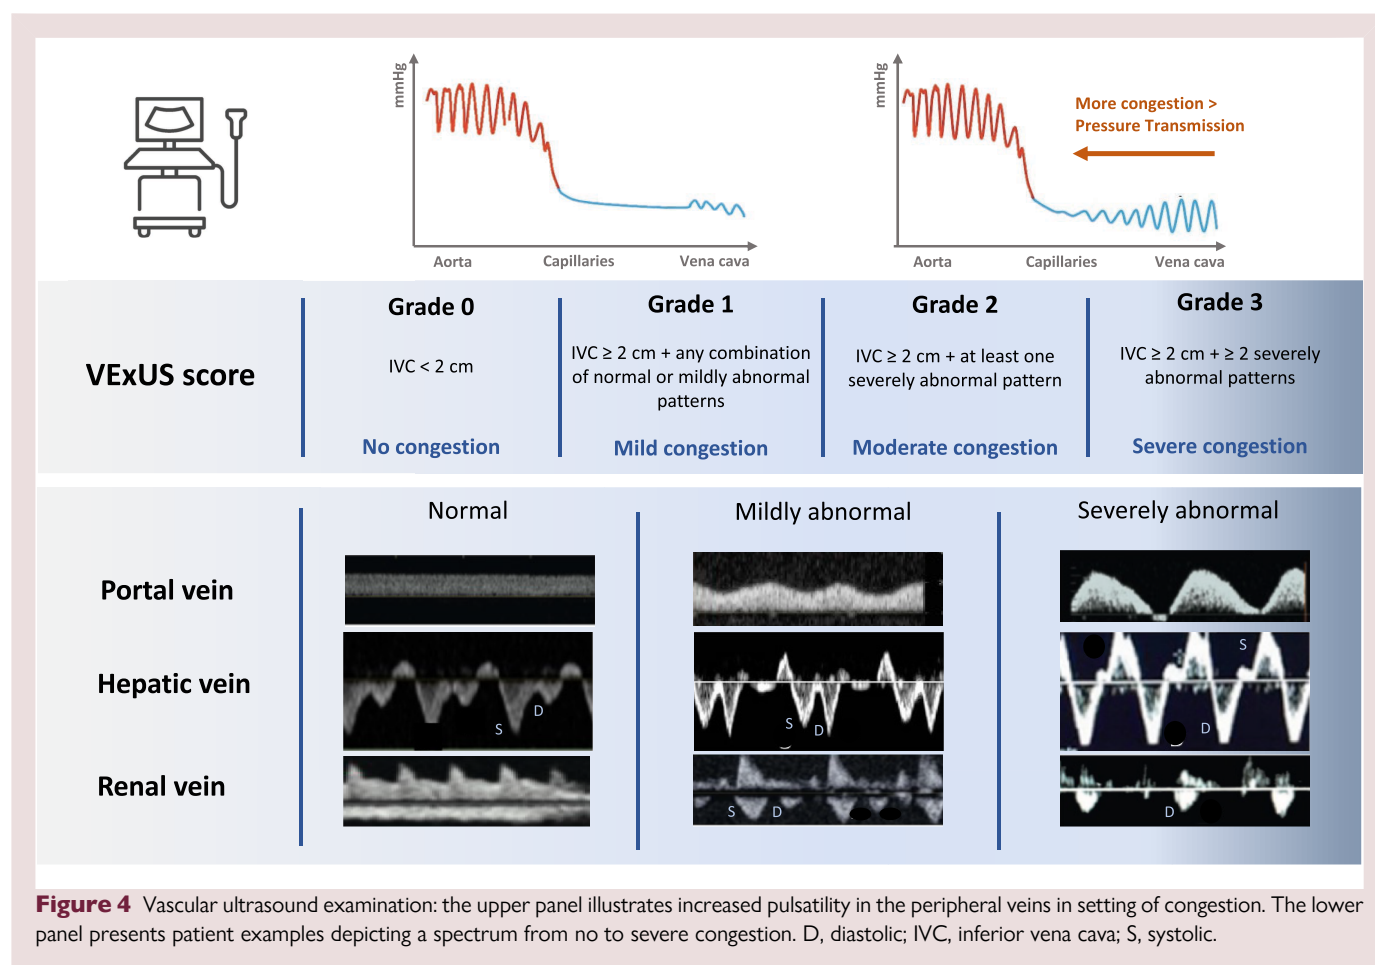 mmHg
Aorta
Capillaries
Vena cava
mmHg
More congestion >
Pressure Transmission
Aorta
Capillaries
Vena cava
VExUS score
Grade 0
IVC < 2 cm
No congestion
Grade 1
IVC ≥ 2 cm + any combination
of normal or mildly abnormal
patterns
Mild congestion
Grade 2
IVC ≥ 2 cm + at least one
severely abnormal pattern
Moderate congestion
Grade 3
IVC ≥ 2 cm + ≥ 2 severely
abnormal patterns
Severe congestion
Normal
Mildly abnormal
Severely abnormal
Portal vein
Hepatic vein
S
D
S
D
S
D
Renal vein
S
D
D
Figure 4 Vascular ultrasound examination: the upper panel illustrates increased pulsatility in the peripheral veins in setting of congestion. The lower
panel presents patient examples depicting a spectrum from no to severe congestion. D, diastolic; IVC, inferior vena cava; S, systolic.